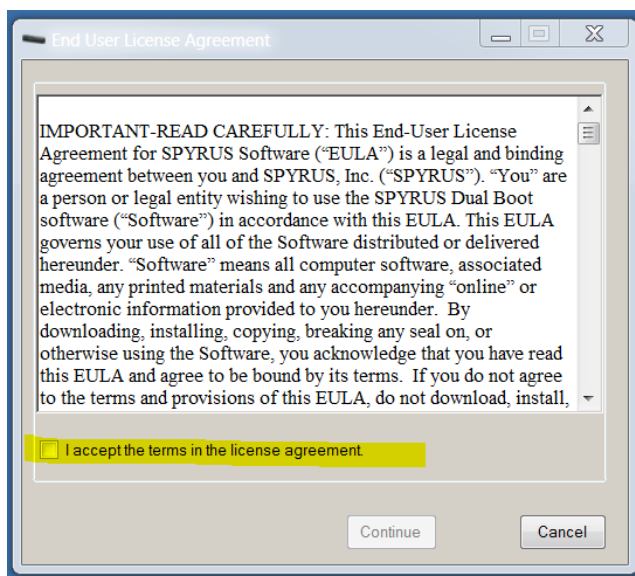 End User License Agreement
IMPORTANT-READ CAREFULLY: This End-User License
Agreement for SPYRUS Software (“EULA”) is a legal and binding
agreement between you and SPYRUS, Inc. (“SPYRUS”). “You” are
a person or legal entity wishing to use the SPYRUS Dual Boot
software (“Software”) in accordance with this EULA. This EULA
governs your use of all of the Software distributed or delivered
hereunder. “Software” means all computer software, associated
media, any printed materials and any accompanying “online” or
electronic information provided to you hereunder. By
downloading, installing, copying, breaking any seal on, or
otherwise using the Software, you acknowledge that you have read
this EULA and agree to be bound by its terms. If you do not agree
to the terms and provisions of this EULA, do not download, install,
I accept the terms in the license agreement.
Continue Cancel